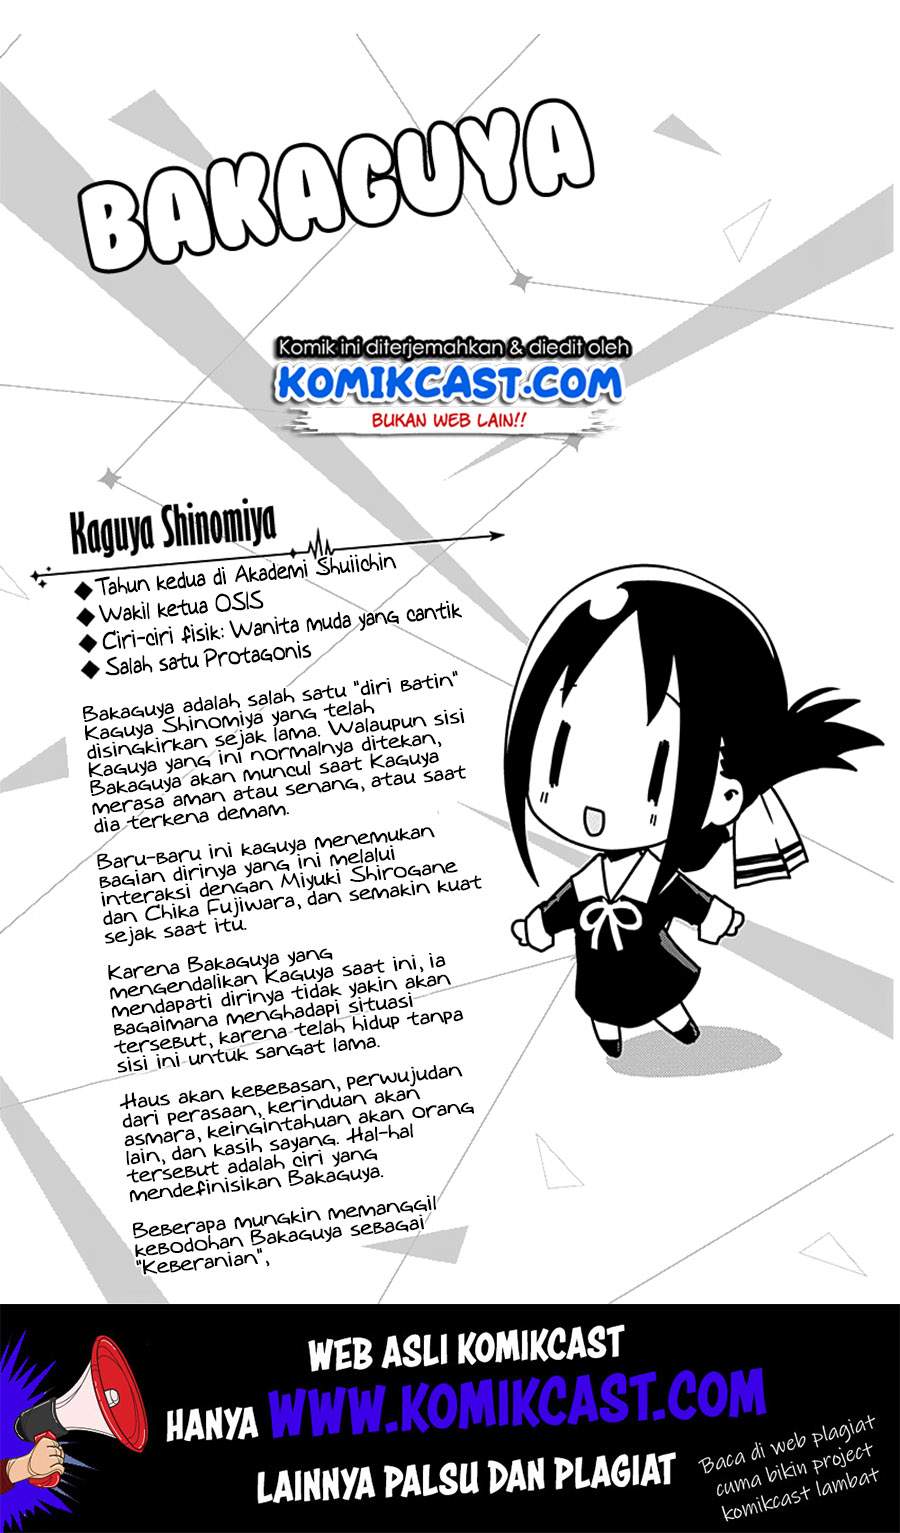 BAKAGUYA
Komik ini diterjemahkan & diedit oleh
KOMIKCAST.COM
BUKAN WEB LAIN!!
Kaguya Shinomiya
◆Tahun kedua di Akademi Shuiichin
◆Wakil ketua OSIS
◆Ciri-ciri fisik: Wanita muda yang cantik
◆Salah satu Protagonis
Bakaguya adalah salah satu "diri batin"
Kaguya Shinomiya yang telah
disingkirkan sejak lama. Walaupun sisi
Kaguya yang ini normalnya ditekan,
Bakaguya akan muncul saat Kaguya
merasa aman atau senang, atau saat
dia terkena demam.
Baru-baru ini kaguya menemukan
bagian dirinya yang ini melalui
interaksi dengan Miyuki Shirogane
dan Chika Fujiwara, dan semakin kuat
sejak saat itu.
Karena Bakaguya yang
mengendalikan Kaguya saat ini, ia
mendapati dirinya tidak yakin akan
bagaimana menghadapi situasi
tersebut, karena telah hidup tanpa
sisi ini untuk sangat lama.
Haus akan kebebasan, perwujudan
dari perasaan, kerinduan akan
asmara, keingintahuan akan orang
lain, dan kasih sayang. Hal-hal
tersebut adalah ciri yang
mendefinisikan Bakaguya.
Beberapa mungkin memanggil
kebodohan Bakaguya sebagai
"Keberanian",
WEB ASLI KOMIKCAST
HANYA WWW.KOMIKCAST.COM
LAINNYA PALSU DAN PLAGIAT
Baca di web plagiat
cuma bikin project
komikcast lambat